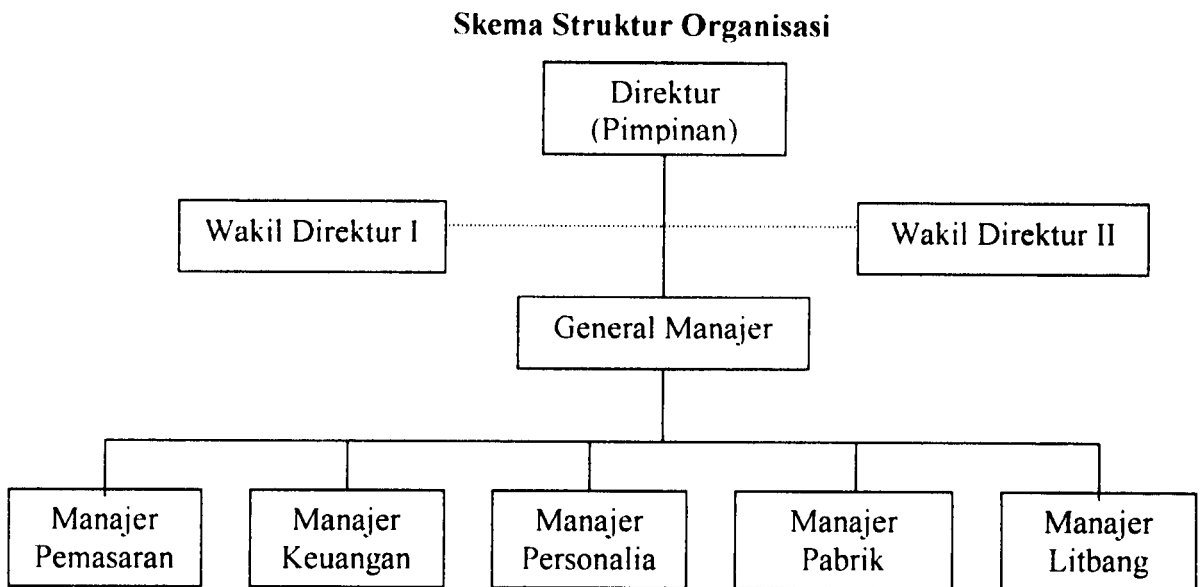 Skema Struktur Organisasi
Direktur
(Pimpinan)
Wakil Direktur I
Wakil Direktur II
General Manajer
Manajer
Pemasaran
Manajer
Keuangan
Manajer
Personalia
Manajer
Pabrik
Manajer
Litbang